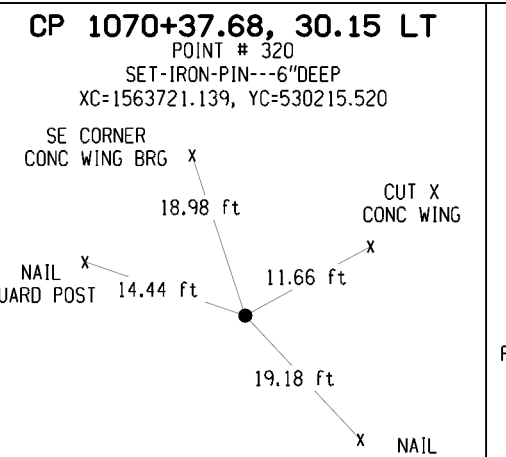 CP 1070+37.68, 30.15 LT
POINT # 320
SET-IRON-PIN---6"DEEP
XC=1563721.139, YC=530215.520
SE CORNER
CONC WING BRG X
18.98 ft
CUT X
CONC WING
X
X
NAIL
UARD POST
14.44 ft
11.66 ft
19.18 ft
X
NAIL